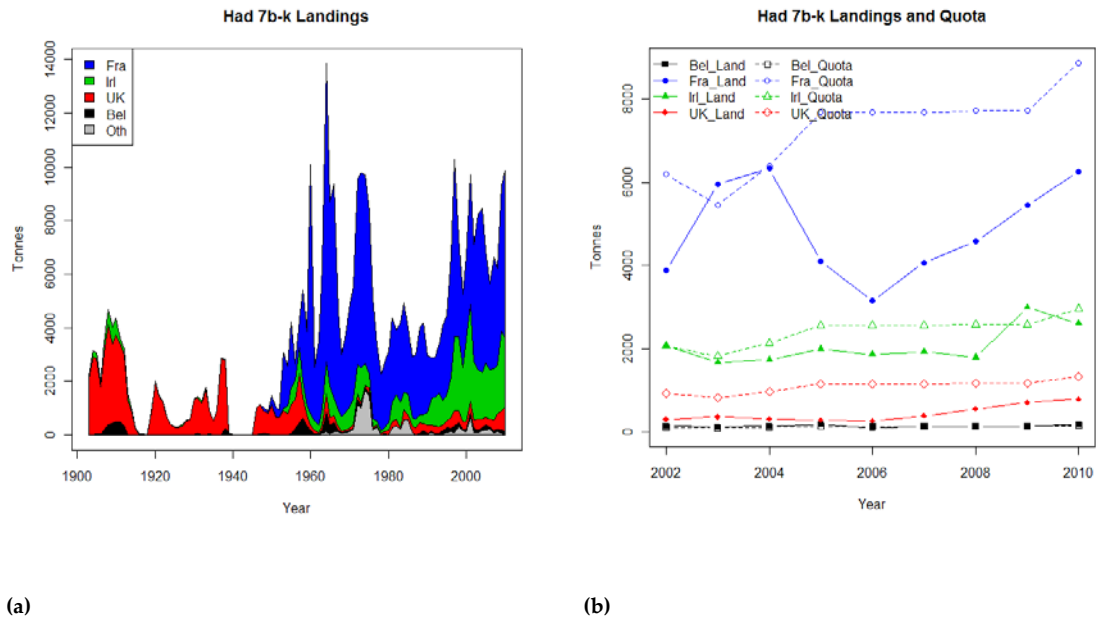 Had 7b-k Landings
Fra
Irl
UK
Bel
Oth
14000
12000
10000
8000
6000
4000
2000
0
Tonnes
1900 1920 1940 1960 1980 2000
Year
(a)
Had 7b-k Landings and Quota
Bel_Land Bel_Quota
Fra_Land Fra_Quota
Irl_Land Irl_Quota
UK_Land UK_Quota
8000
6000
4000
2000
0
Tonnes
2002 2004 2006 2008 2010
Year
(b)